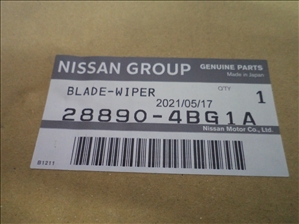 NISSAN GROUP GENUINE PARTS
Made in Japan
BLADE-WIPER Q'TY 1
2021/05/17
28890-4BG1A
Nissan Motor Co., Ltd.
B1211